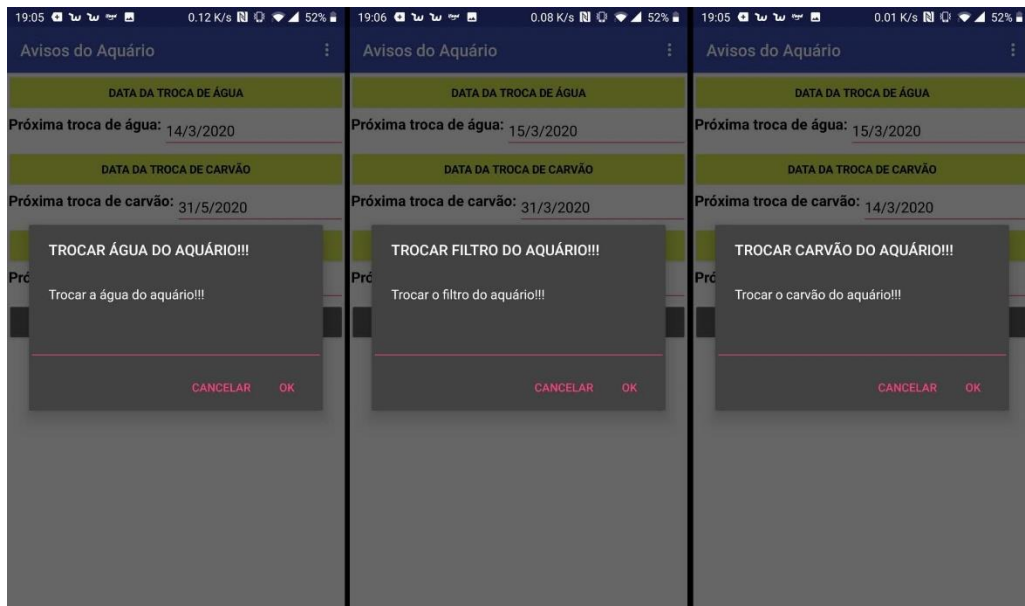 19:05 0.12 K/s 52%
Avisos do Aquário
DATA DA TROCA DE ÁGUA
Próxima troca de água: 14/3/2020
DATA DA TROCA DE CARVÃO
Próxima troca de carvão: 31/5/2020
TROCAR ÁGUA DO AQUÁRIO!!!
Pró
Trocar a água do aquário!!!
CANCELAR OK
19:06 0.08 K/s 52%
Avisos do Aquário
DATA DA TROCA DE ÁGUA
Próxima troca de água: 15/3/2020
DATA DA TROCA DE CARVÃO
Próxima troca de carvão: 31/3/2020
TROCAR FILTRO DO AQUÁRIO!!!
Pró
Trocar o filtro do aquário!!!
CANCELAR OK
19:05 0.01 K/s 52%
Avisos do Aquário
DATA DA TROCA DE ÁGUA
Próxima troca de água: 15/3/2020
DATA DA TROCA DE CARVÃO
Próxima troca de carvão: 14/3/2020
TROCAR CARVÃO DO AQUÁRIO!!!
Pró
Trocar o carvão do aquário!!!
CANCELAR OK